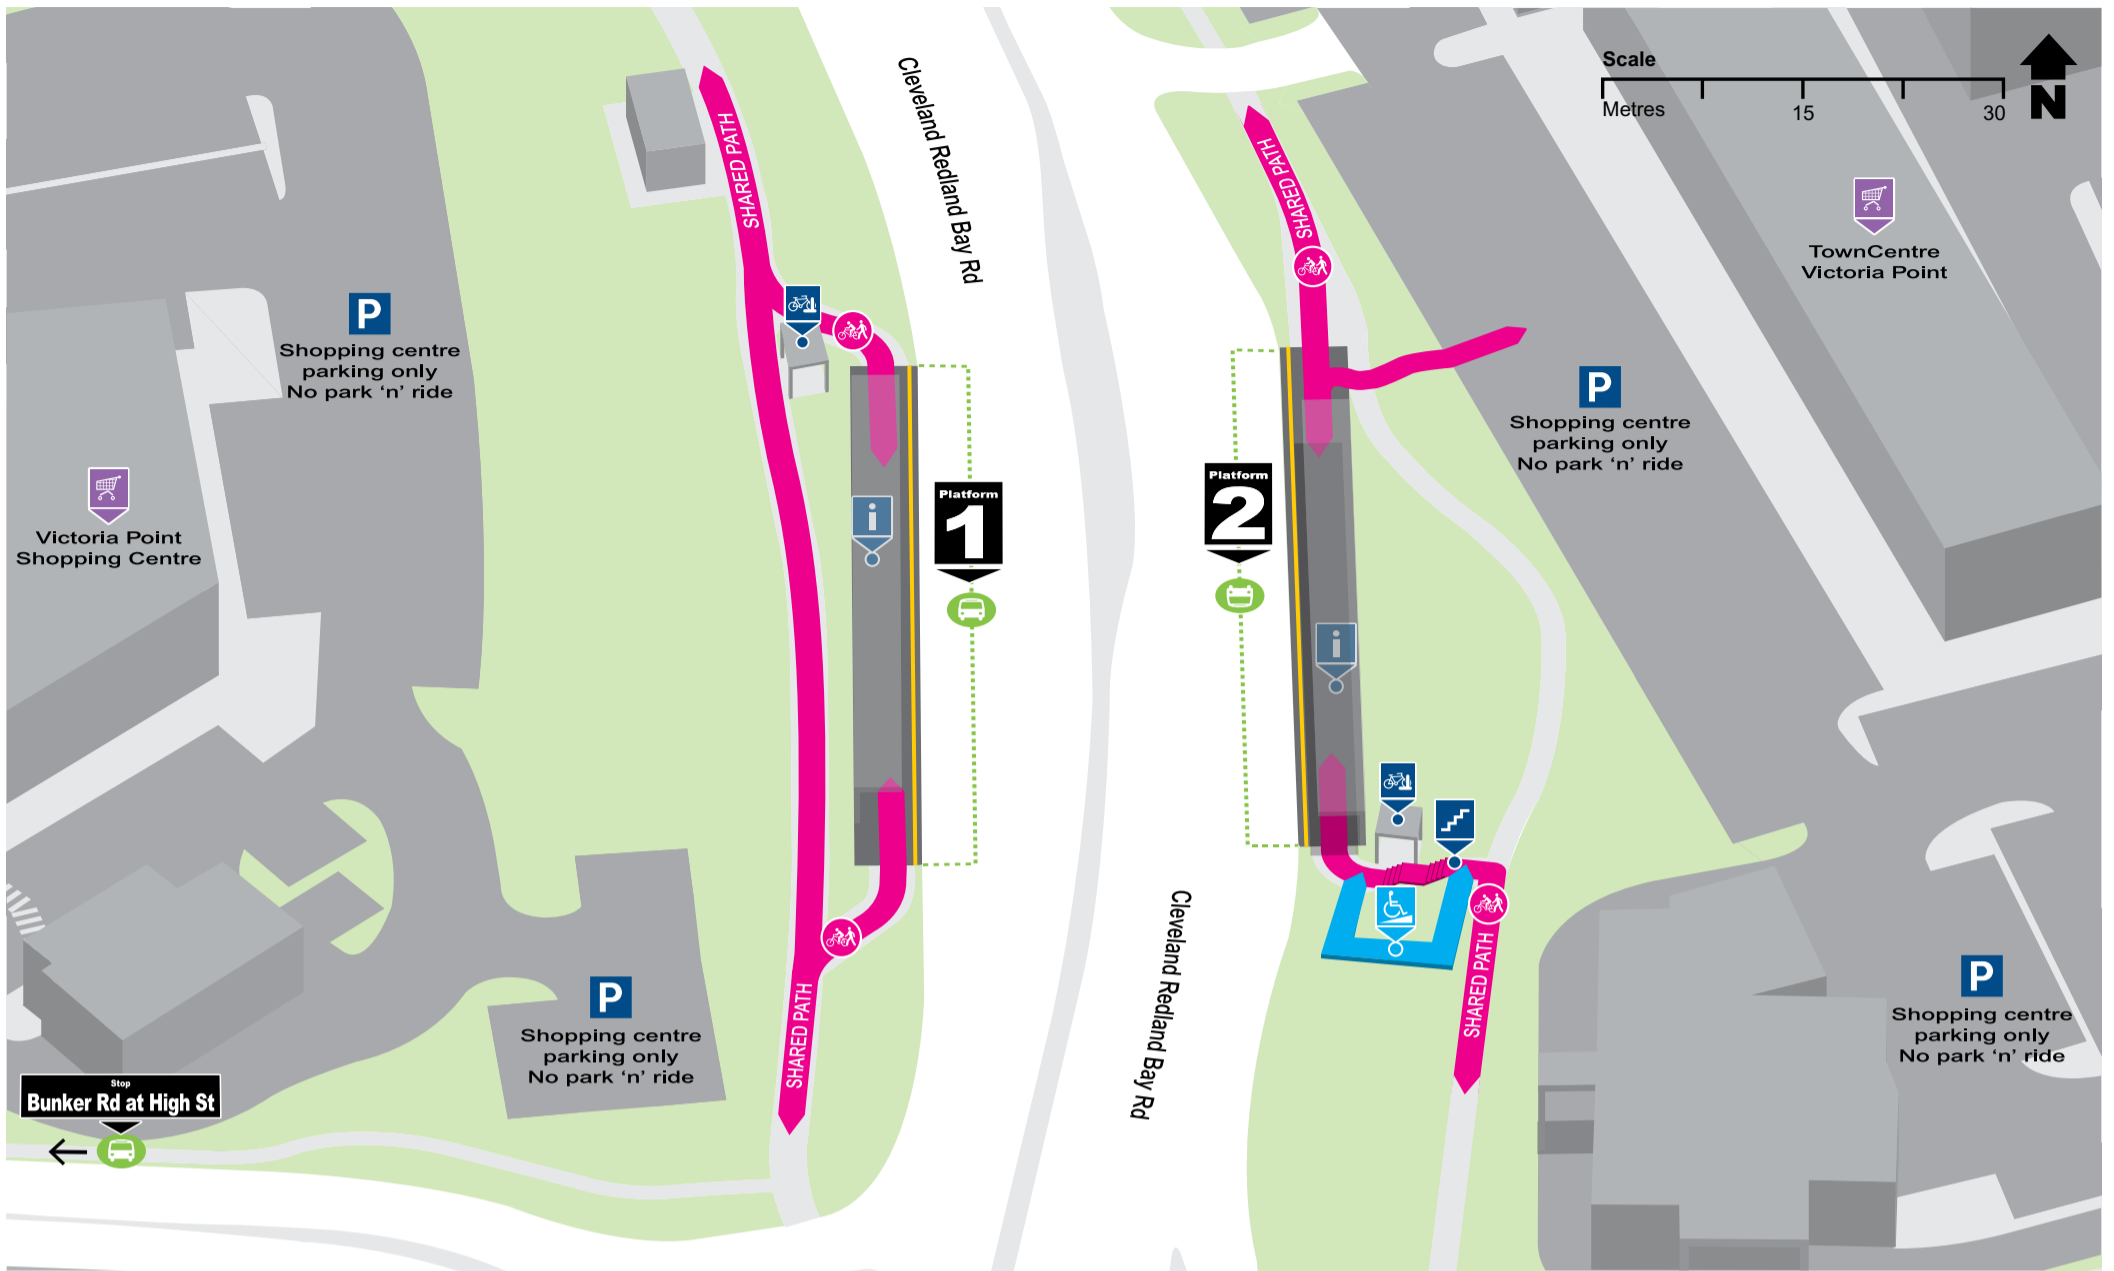 Scale
Metres
15
30
N
Cleveland Redland Bay Rd
SHARED PATH
SHARED PATH
TownCentre
Victoria Point
P
Shopping centre
parking only
No park ‘n’ ride
P
Shopping centre
parking only
No park ‘n’ ride
Victoria Point
Shopping Centre
i
Platform
1
Platform
2
i
Cleveland Redland Bay Rd
SHARED PATH
SHARED PATH
P
Shopping centre
parking only
No park ‘n’ ride
P
Shopping centre
parking only
No park ‘n’ ride
Stop
Bunker Rd at High St